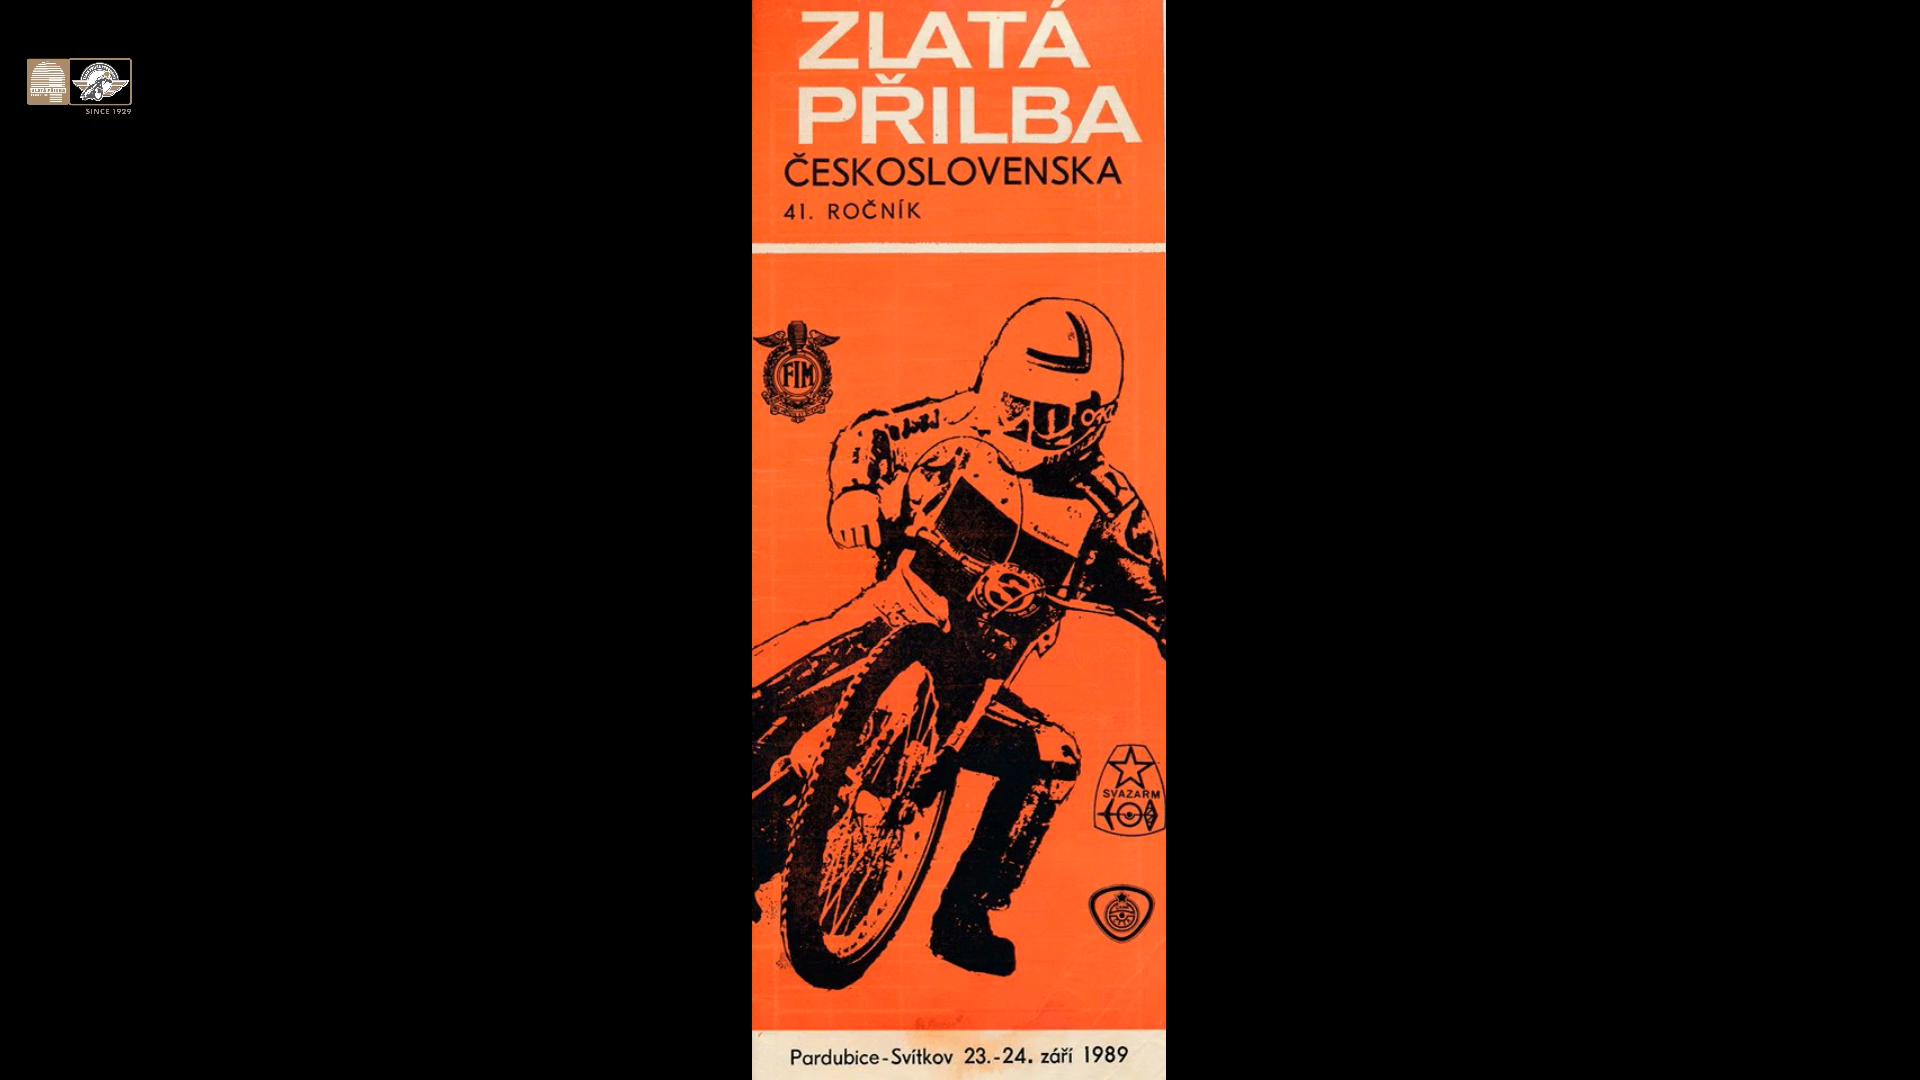 ZLATÁ
PŘILBA
ČESKOSLOVENSKA
41. ROČNÍK
FIM
SVAZARM
SINCE 1929
Pardubice-Svítkov 23.-24. září 1989